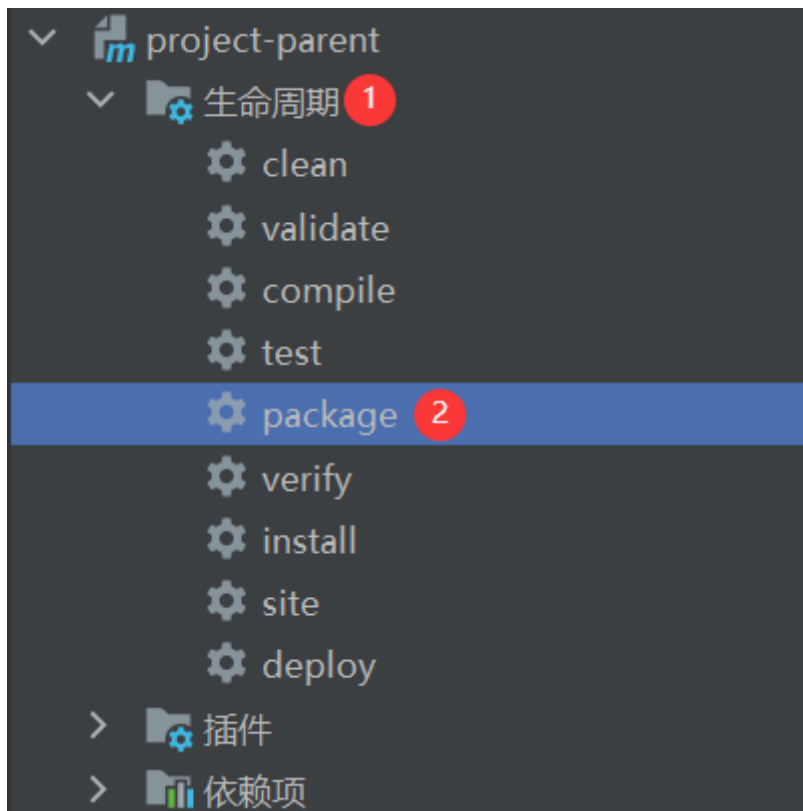 project-parent
生命周期 1
clean
validate
compile
test
package 2
verify
install
site
deploy
插件
依赖项